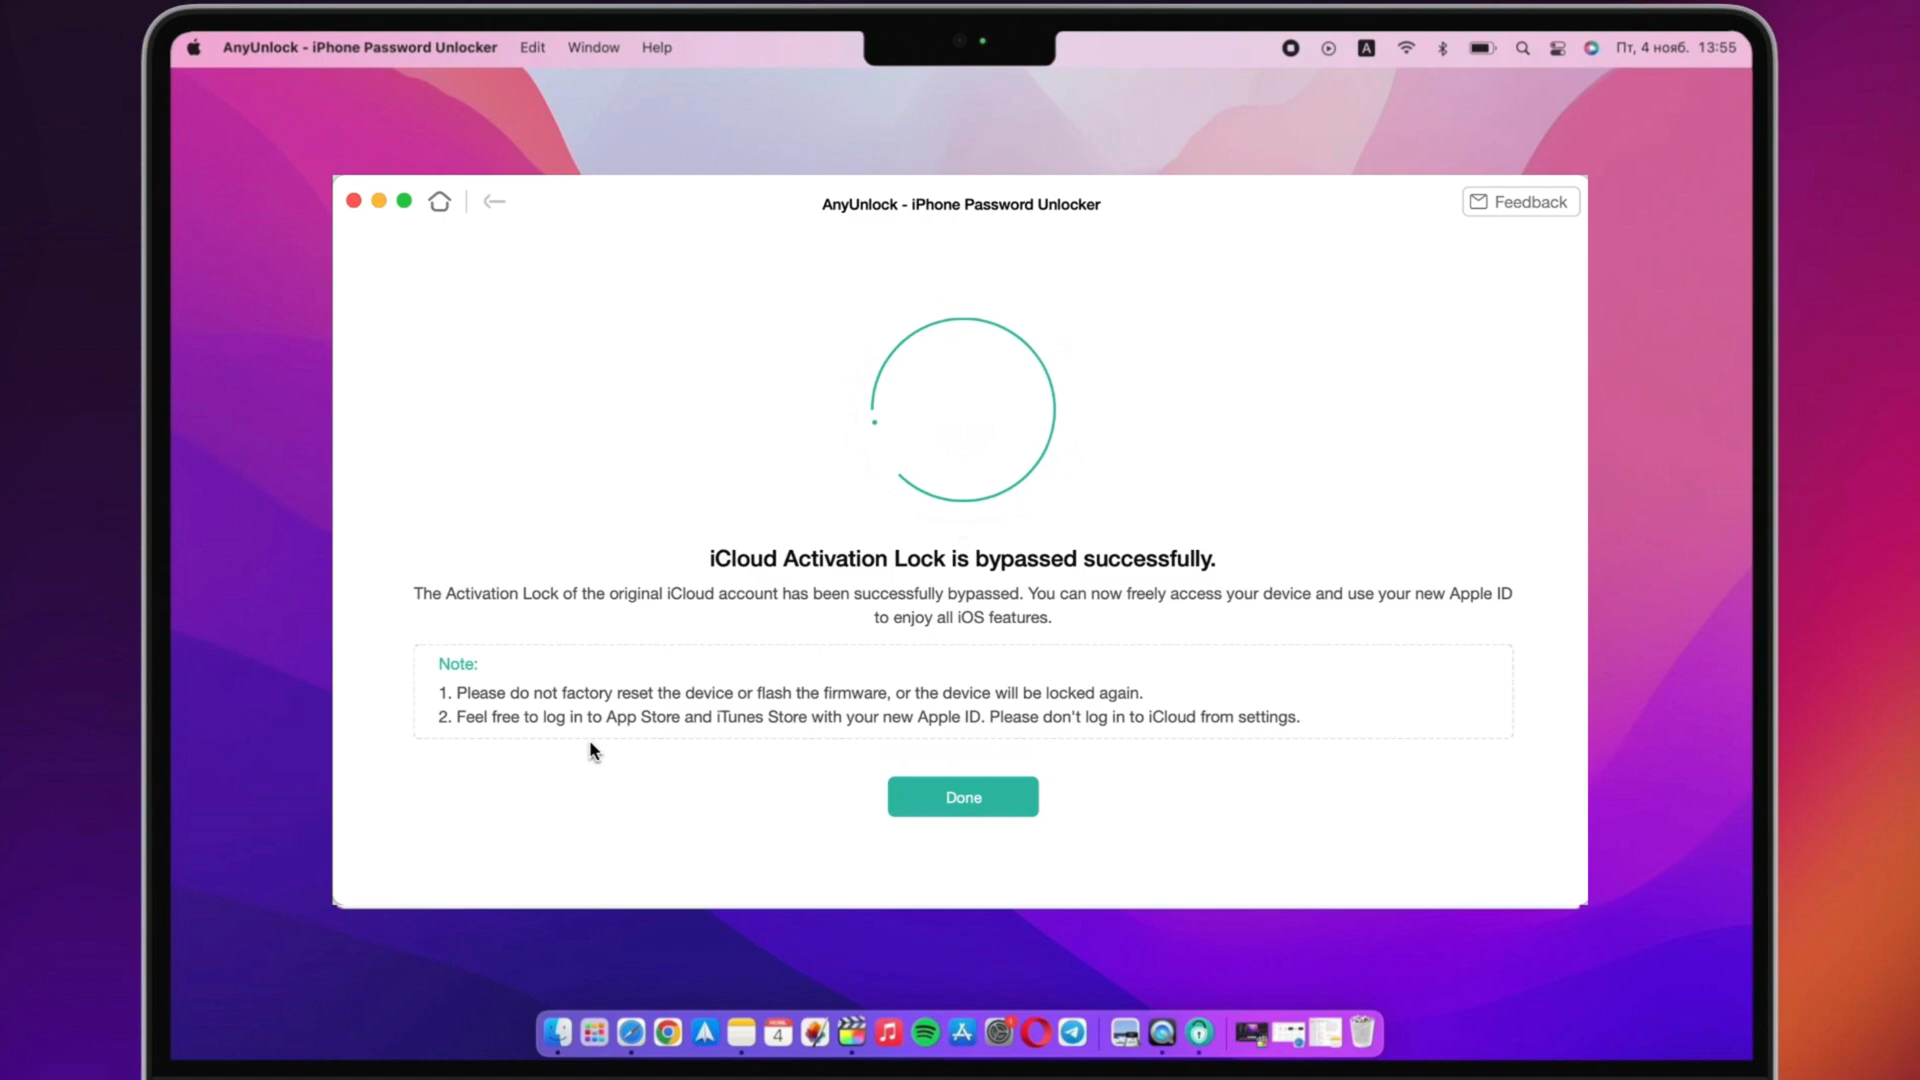 AnyUnlock - iPhone Password Unlocker Edit Window Help A Пт, 4 нояб. 13:55
AnyUnlock - iPhone Password Unlocker
Feedback
iCloud Activation Lock is bypassed successfully.
The Activation Lock of the original iCloud account has been successfully bypassed. You can now freely access your device and use your new Apple ID
to enjoy all iOS features.
Note:
1. Please do not factory reset the device or flash the firmware, or the device will be locked again.
2. Feel free to log in to App Store and iTunes Store with your new Apple ID. Please don't log in to iCloud from settings.
Done
4